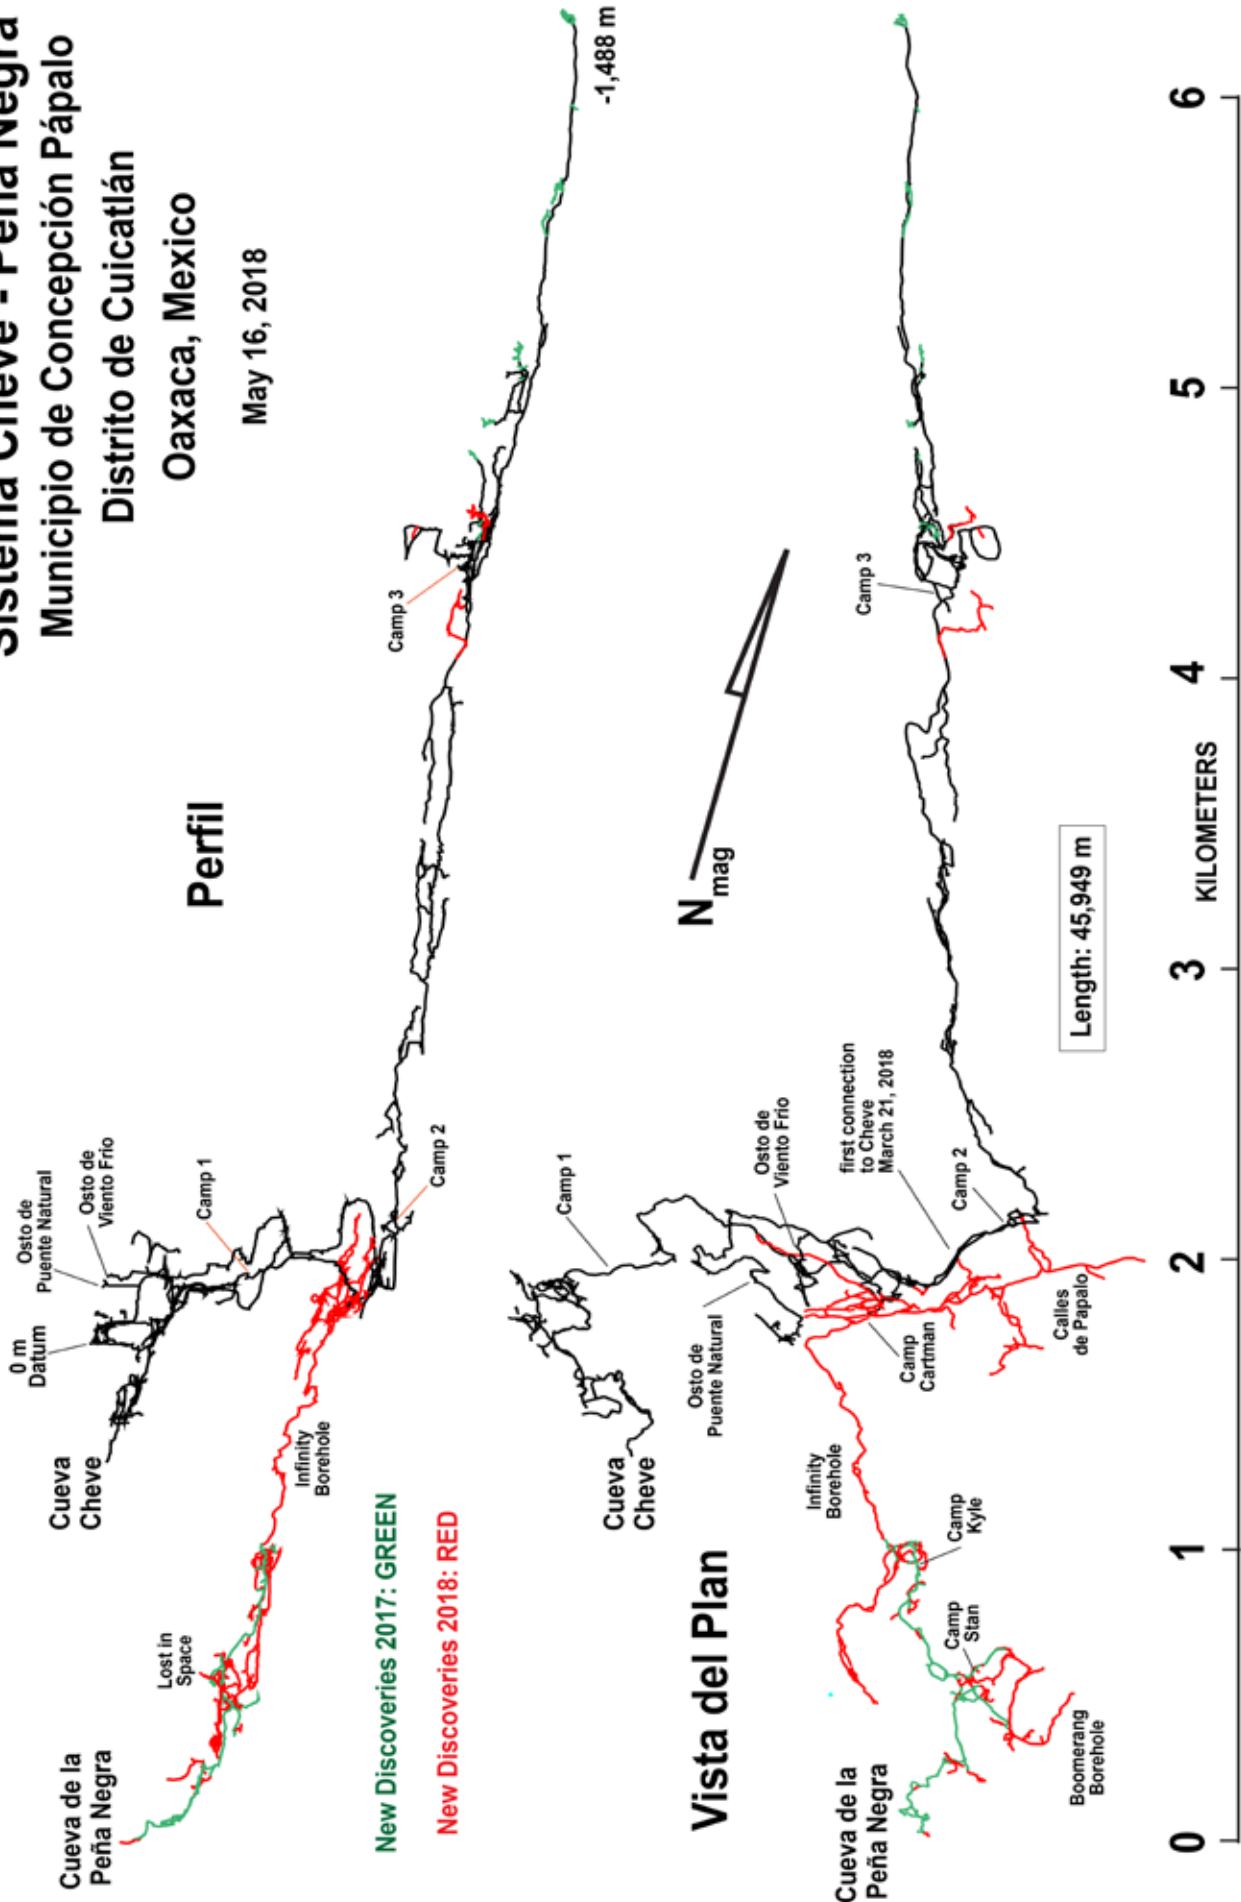 Sistema Cheve - Peña Negra
Municipio de Concepción Pápalo
Distrito de Cuicatlán
Oaxaca, Mexico
May 16, 2018
Perfil
Cueva de la
Peña Negra
Lost in
Space
Infinity
Borehole
Cueva
Cheve
0 m
Datum
Osto de
Puente Natural
Osto de
Viento Frio
Camp 1
Camp 2
Camp 3
-1,488 m
New Discoveries 2017: GREEN
New Discoveries 2018: RED
N mag
Vista del Plan
Cueva
Cheve
Camp 1
Osto de
Puente Natural
Osto de
Viento Frio
first connection
to Cheve
March 21, 2018
Camp 2
Camp 3
Infinity
Borehole
Camp
Cartman
Calles
de Papalo
Camp
Kyle
Camp
Stan
Cueva de la
Peña Negra
Boomerang
Borehole
Length: 45,949 m
KILOMETERS
0 1 2 3 4 5 6